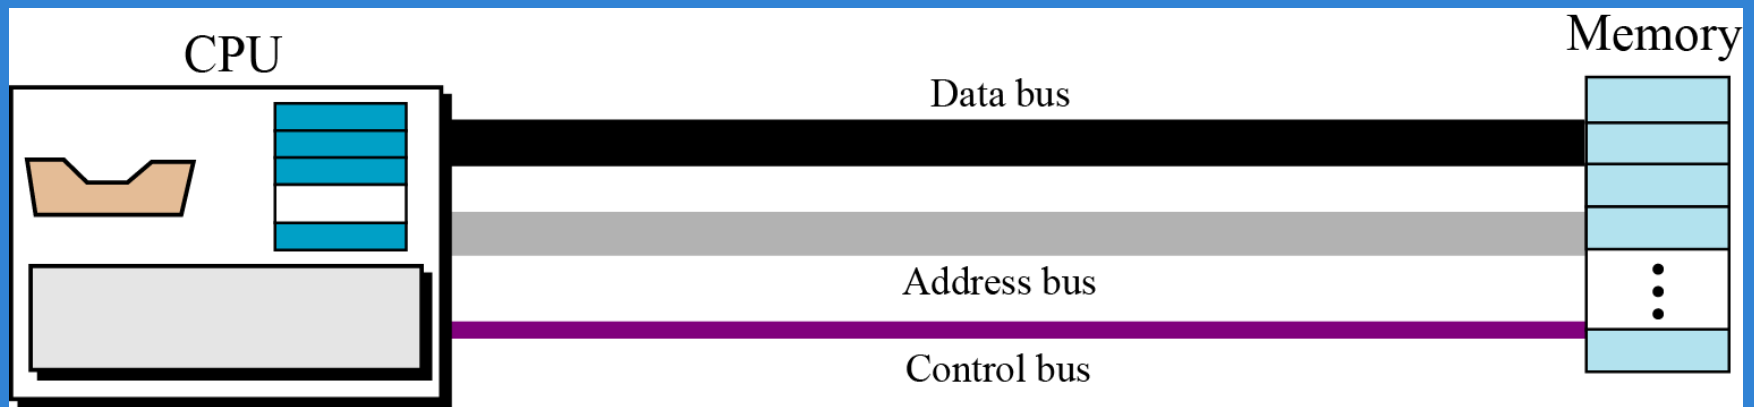 CPU
Memory
Data bus
Address bus
Control bus